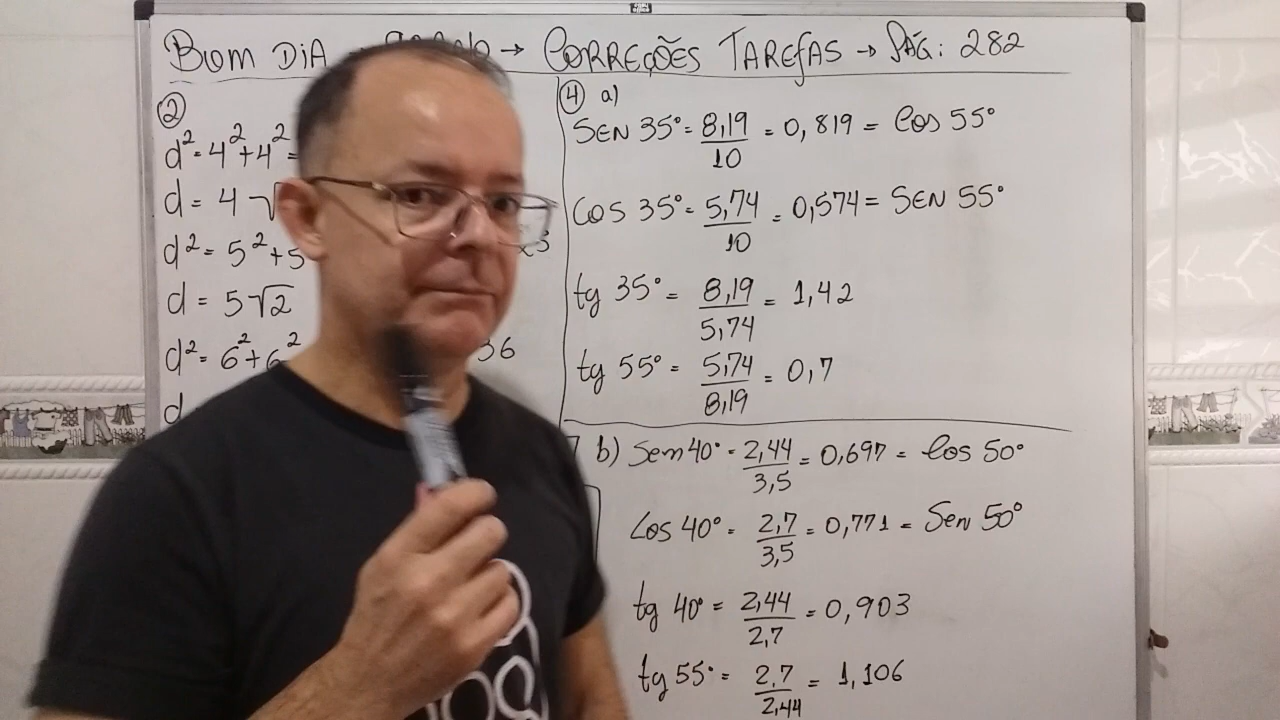 BOM DIA → CORREÇÕES TAREFAS → PÁG: 282
②
d² = 4² + 4² =
d = 4 √
d² = 5² + 5
d = 5√2
d² = 6² + 6² 36
d
④ a)
SEN 35° = 8,19/10 = 0,819 = COS 55°
COS 35° = 5,74/10 = 0,574 = SEN 55°
tg 35° = 8,19/5,74 = 1,42
tg 55° = 5,74/8,19 = 0,7
b) Sen 40° = 2,44/3,5 = 0,697 = Cos 50°
Cos 40° = 2,7/3,5 = 0,771 = Sen 50°
tg 40° = 2,44/2,7 = 0,903
tg 55° = 2,7/2,44 = 1,106